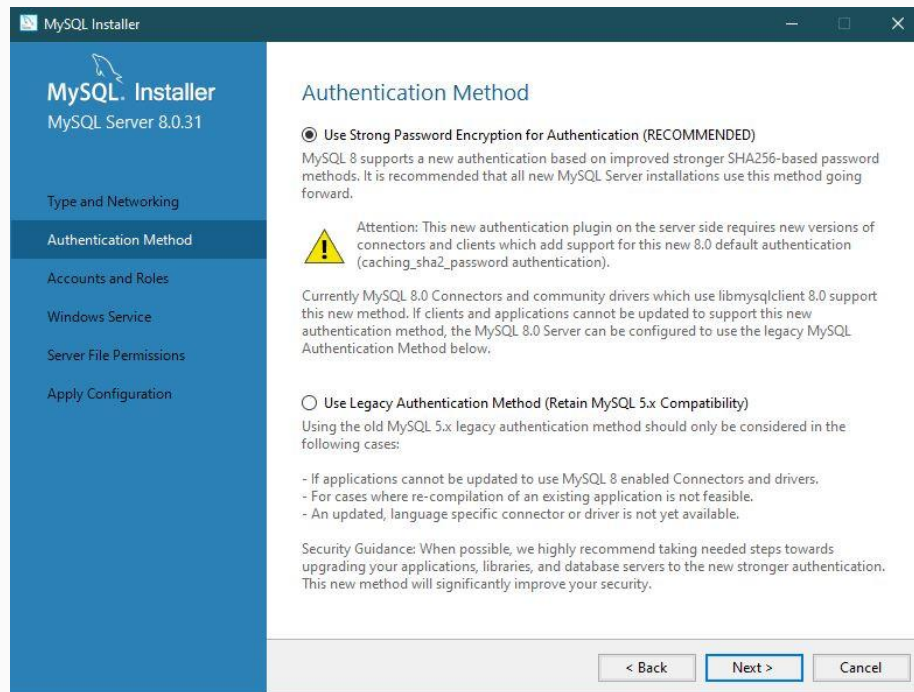 MySQL Installer
MySQL. Installer
MySQL Server 8.0.31
Type and Networking
Authentication Method
Accounts and Roles
Windows Service
Server File Permissions
Apply Configuration
Authentication Method
Use Strong Password Encryption for Authentication (RECOMMENDED)
MySQL 8 supports a new authentication based on improved stronger SHA256-based password
methods. It is recommended that all new MySQL Server installations use this method going
forward.
Attention: This new authentication plugin on the server side requires new versions of
connectors and clients which add support for this new 8.0 default authentication
(caching_sha2_password authentication).
Currently MySQL 8.0 Connectors and community drivers which use libmysqlclient 8.0 support
this new method. If clients and applications cannot be updated to support this new
authentication method, the MySQL 8.0 Server can be configured to use the legacy MySQL
Authentication Method below.
Use Legacy Authentication Method (Retain MySQL 5.x Compatibility)
Using the old MySQL 5.x legacy authentication method should only be considered in the
following cases:
- If applications cannot be updated to use MySQL 8 enabled Connectors and drivers.
- For cases where re-compilation of an existing application is not feasible.
- An updated, language specific connector or driver is not yet available.
Security Guidance: When possible, we highly recommend taking needed steps towards
upgrading your applications, libraries, and database servers to the new stronger authentication.
This new method will significantly improve your security.
< Back
Next >
Cancel